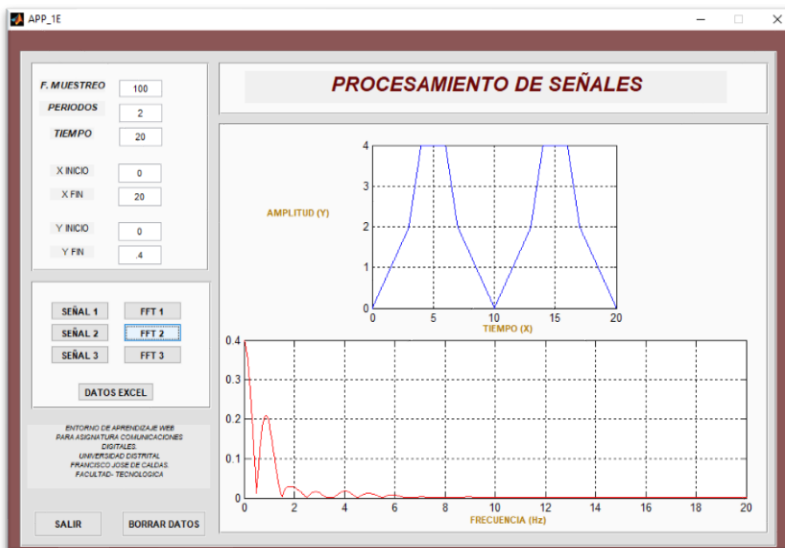 APP_1E
F. MUESTREO 100
PERIODOS 2
TIEMPO 20
X INICIO 0
X FIN 20
Y INICIO 0
Y FIN .4
SEÑAL 1 FFT 1
SEÑAL 2 FFT 2
SEÑAL 3 FFT 3
DATOS EXCEL
ENTORNO DE APRENDIZAJE WEB
PARA ASIGNATURA COMUNICACIONES
DIGITALES.
UNIVERSIDAD DISTRITAL
FRANCISCO JOSE DE CALDAS.
FACULTAD- TECNOLOGICA
SALIR BORRAR DATOS
PROCESAMIENTO DE SEÑALES
AMPLITUD (Y)
4
3
2
1
0
0 5 10 15 20
TIEMPO (X)
0.4
0.3
0.2
0.1
0
0 2 4 6 8 10 12 14 16 18 20
FRECUENCIA (Hz)